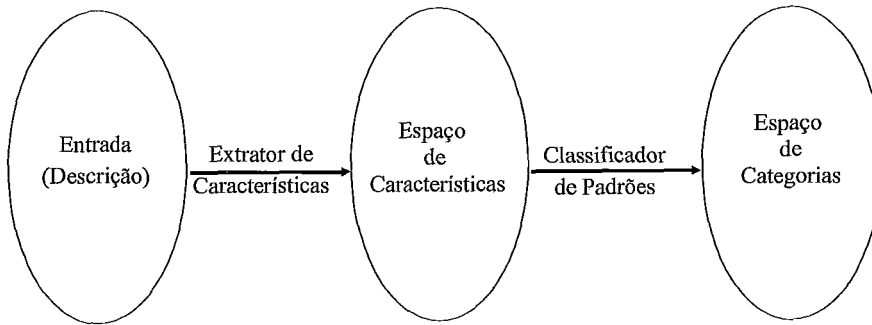 Entrada
(Descrição)
Extrator de
Características
Espaço
de
Características
Classificador
de Padrões
Espaço
de
Categorias